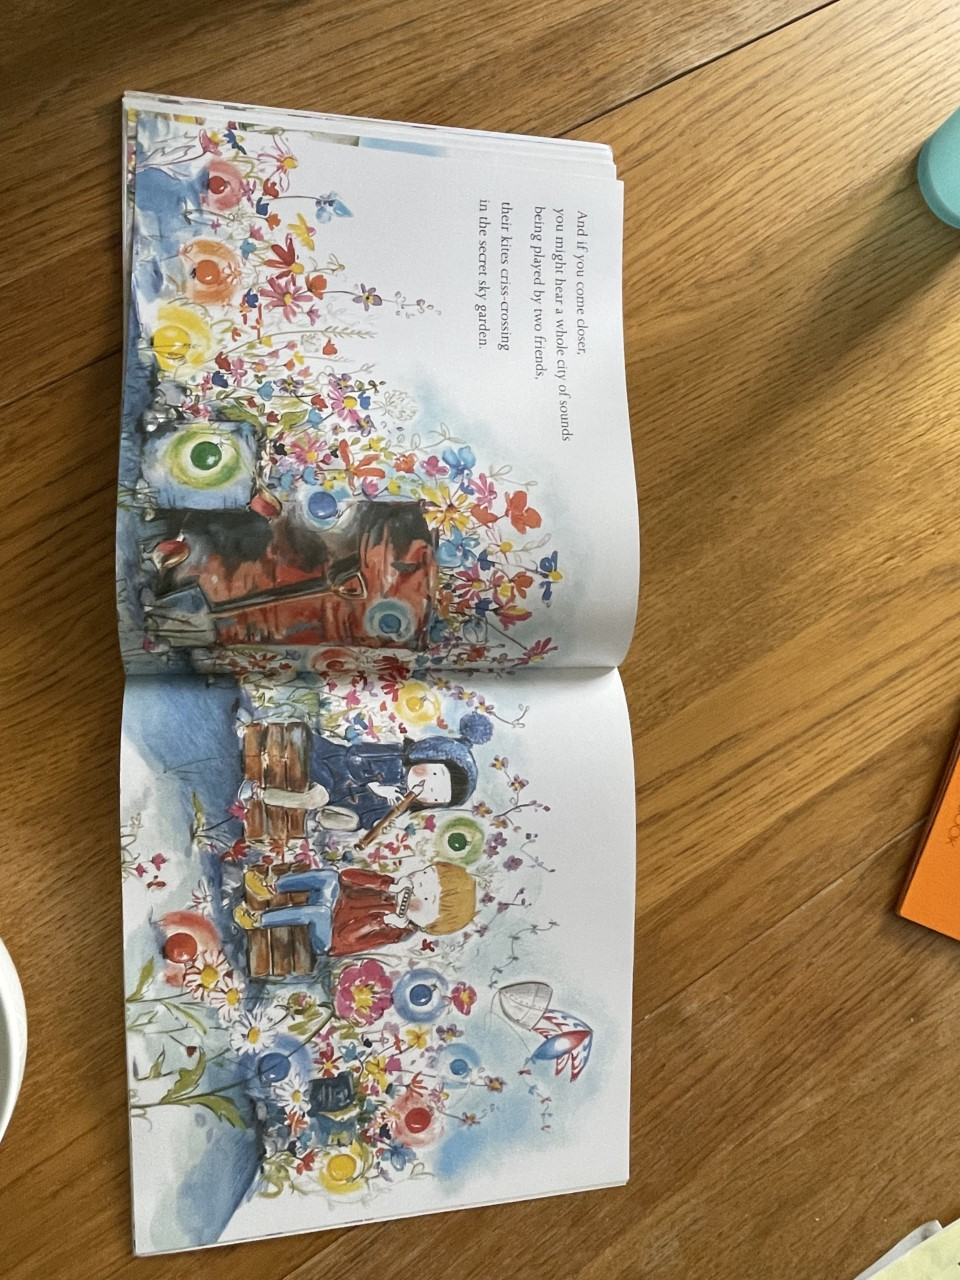 And if you come closer,
you might hear a whole city of sounds
being played by two friends,
their kites criss-crossing
in the secret sky garden.